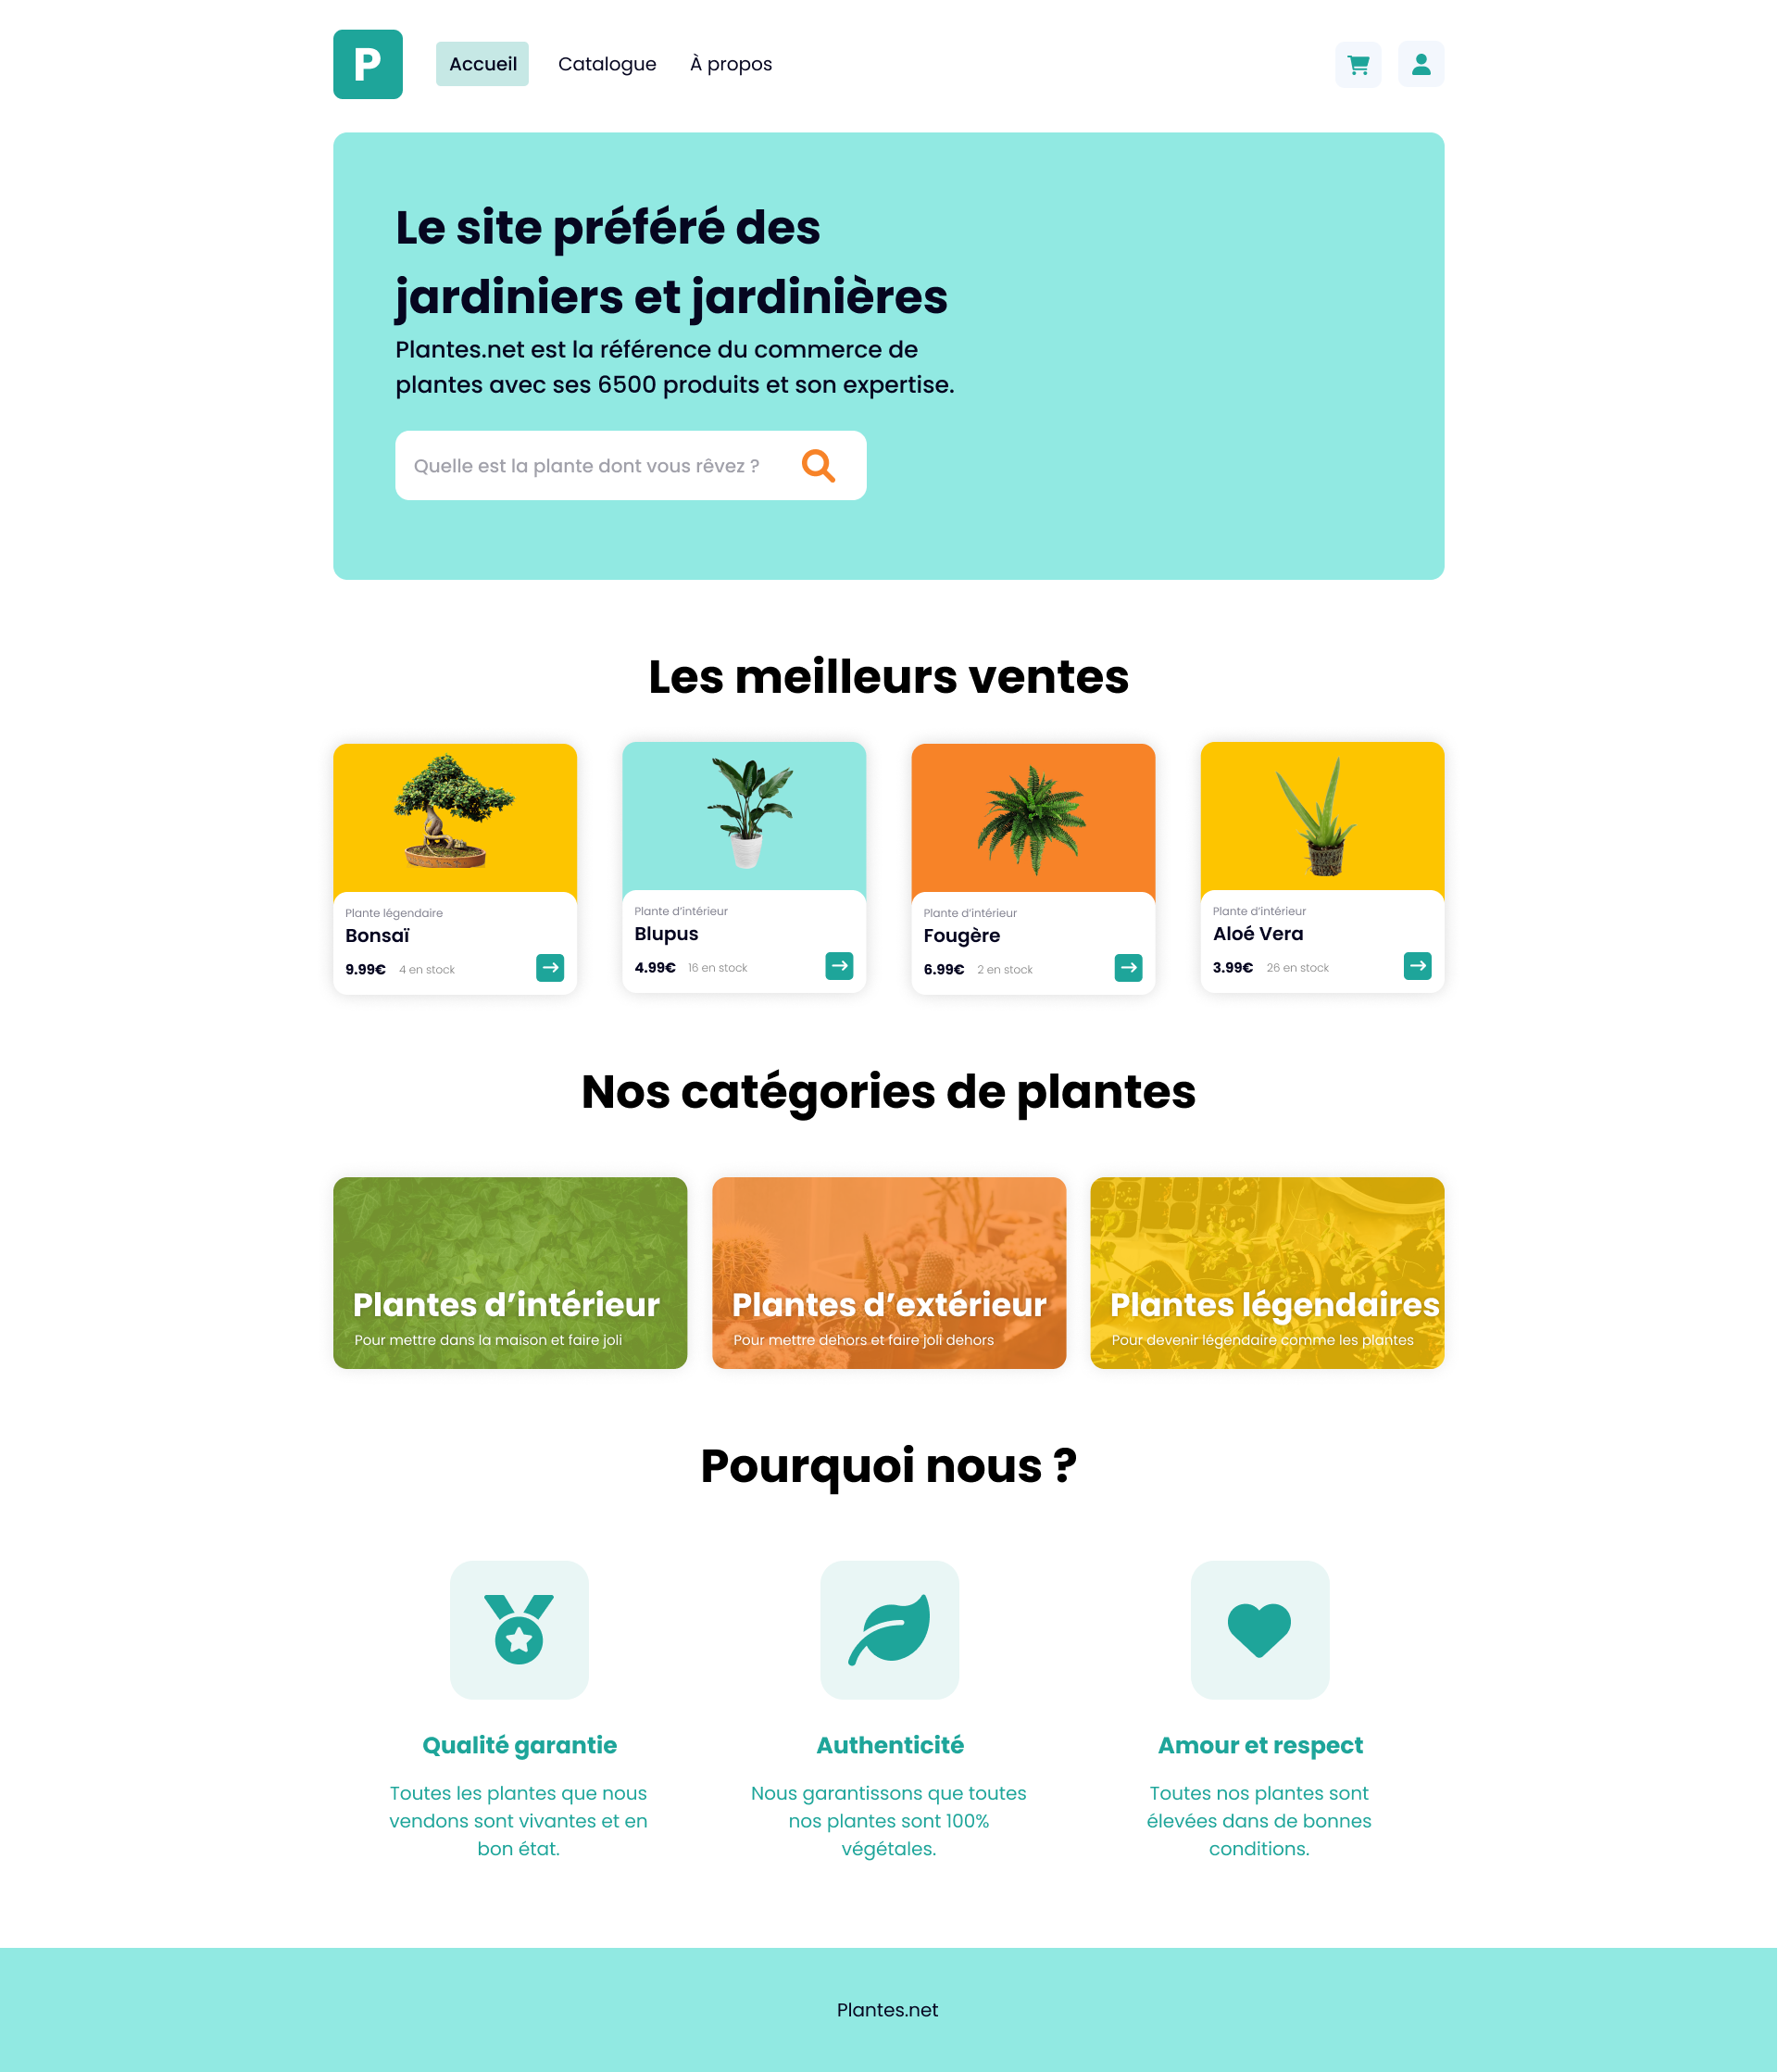 P
Accueil
Catalogue
À propos
Le site préféré des
jardiniers et jardinières
Plantes.net est la référence du commerce de
plantes avec ses 6500 produits et son expertise.
Quelle est la plante dont vous rêvez ?
Les meilleurs ventes
Plante légendaire
Bonsaï
9.99€ 4 en stock
Plante d’intérieur
Blupus
4.99€ 16 en stock
Plante d’intérieur
Fougère
6.99€ 2 en stock
Plante d’intérieur
Aloé Vera
3.99€ 26 en stock
Nos catégories de plantes
Plantes d’intérieur
Pour mettre dans la maison et faire joli
Plantes d’extérieur
Pour mettre dehors et faire joli dehors
Plantes légendaires
Pour devenir légendaire comme les plantes
Pourquoi nous ?
Qualité garantie
Toutes les plantes que nous
vendons sont vivantes et en
bon état.
Authenticité
Nous garantissons que toutes
nos plantes sont 100%
végétales.
Amour et respect
Toutes nos plantes sont
élevées dans de bonnes
conditions.
Plantes.net